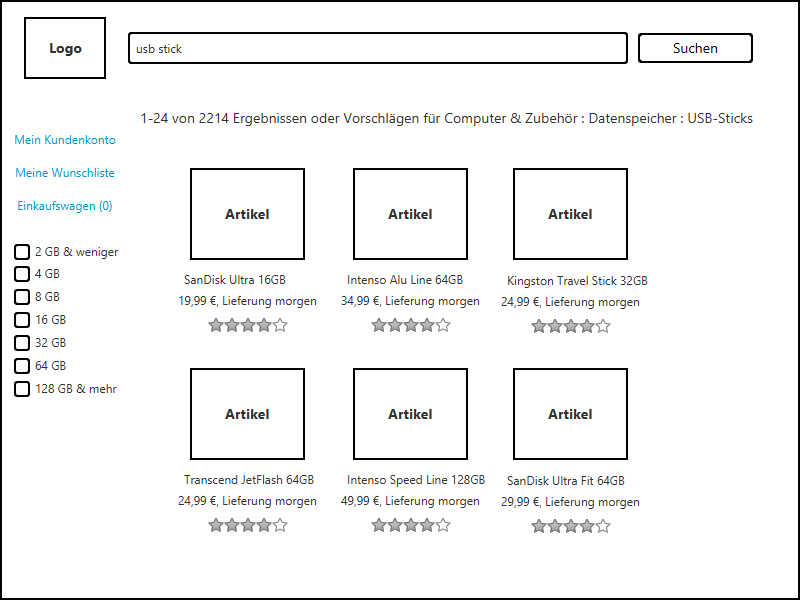 Logo
usb stick
Suchen
1-24 von 2214 Ergebnissen oder Vorschlägen für Computer & Zubehör : Datenspeicher : USB-Sticks
Mein Kundenkonto
Meine Wunschliste
Einkaufswagen (0)
2 GB & weniger
4 GB
8 GB
16 GB
32 GB
64 GB
128 GB & mehr
Artikel
SanDisk Ultra 16GB
19,99 €, Lieferung morgen
Artikel
Intenso Alu Line 64GB
34,99 €, Lieferung morgen
Artikel
Kingston Travel Stick 32GB
24,99 €, Lieferung morgen
Artikel
Transcend JetFlash 64GB
24,99 €, Lieferung morgen
Artikel
Intenso Speed Line 128GB
49,99 €, Lieferung morgen
Artikel
SanDisk Ultra Fit 64GB
29,99 €, Lieferung morgen